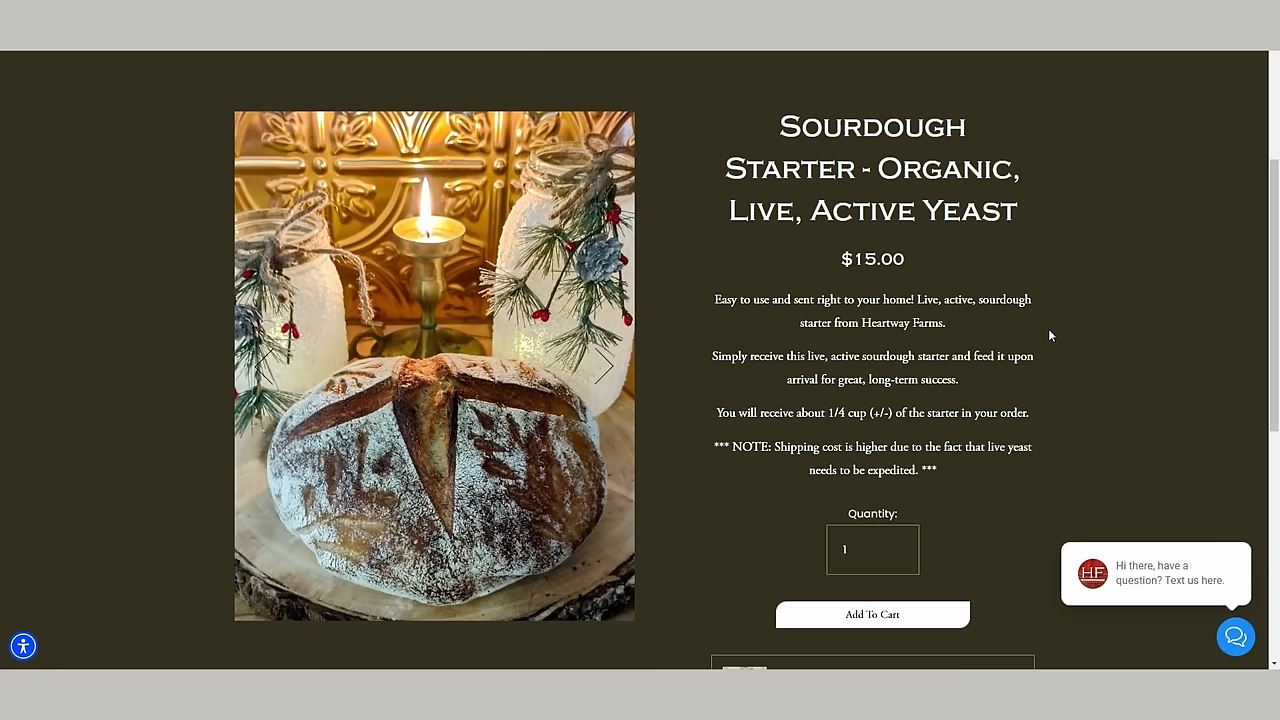 Sourdough
Starter - Organic,
Live, Active Yeast
$15.00
Easy to use and sent right to your home! Live, active, sourdough
starter from Heartway Farms.
Simply receive this live, active sourdough starter and feed it upon
arrival for great, long-term success.
You will receive about 1/4 cup (+/-) of the starter in your order.
*** NOTE: Shipping cost is higher due to the fact that live yeast
needs to be expedited. ***
Quantity:
1
Add To Cart
HF
Hi there, have a
question? Text us here.